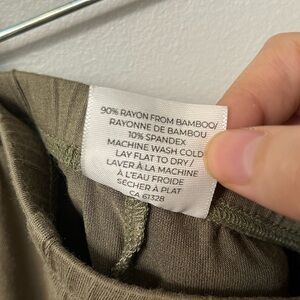 90% RAYON FROM BAMBOO/
RAYONNE DE BAMBOU
10% SPANDEX
MACHINE WASH COLD
LAY FLAT TO DRY/
LAVER À LA MACHINE
À L'EAU FROIDE
SÉCHER À PLAT
CA 61328